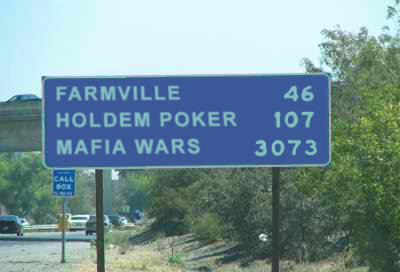 FARMVILLE 46
HOLDEM POKER 107
MAFIA WARS 3073
CALL
BOX